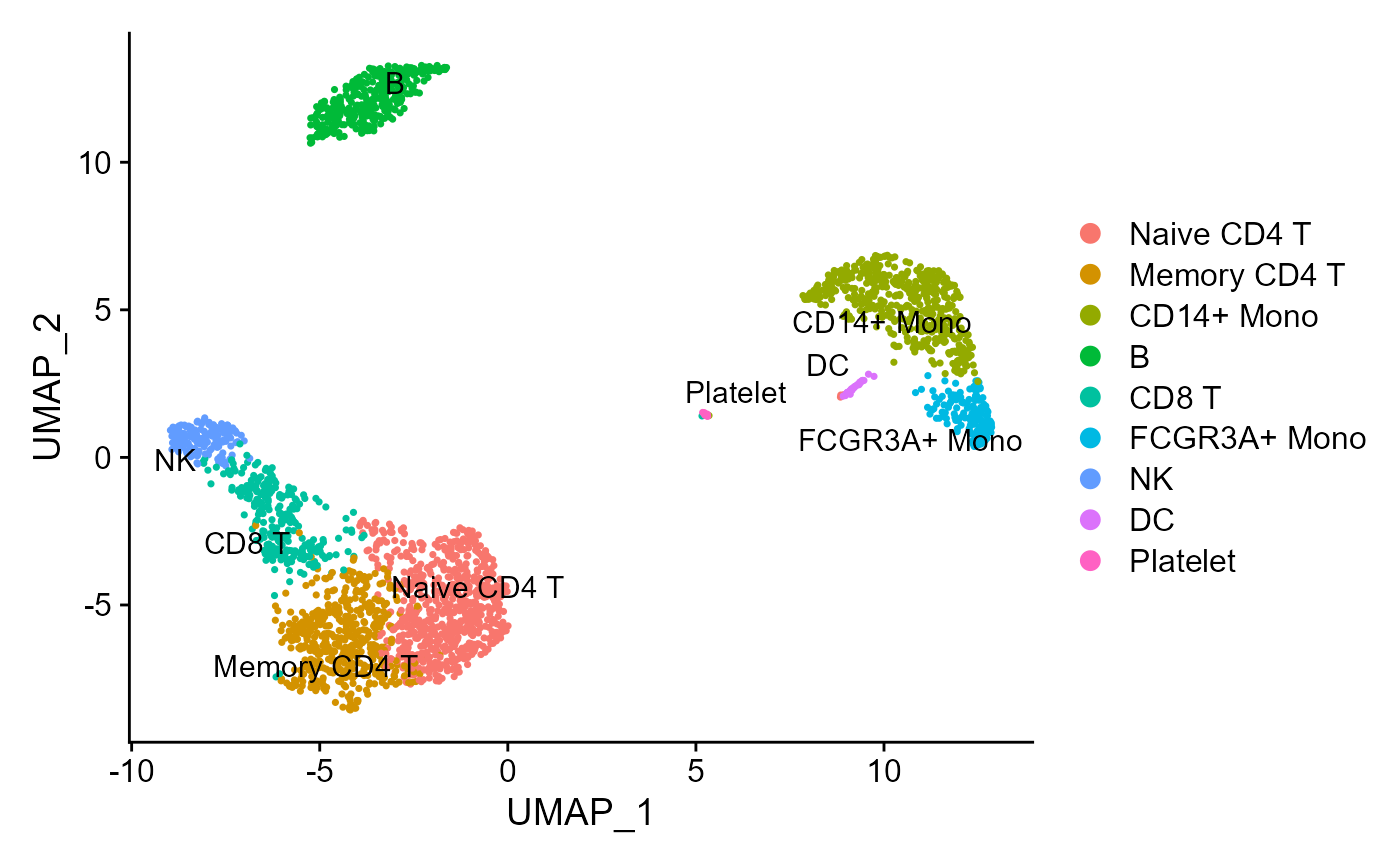 B
10
Naive CD4 T
Memory CD4 T
5
CD14+ Mono
CD14+ Mono
B
DC
Platelet
CD8 T
UMAP_2
FCGR3A+ Mono
FCGR3A+ Mono
0
NK
NK
DC
CD8 T
Platelet
Naive CD4 T
-5
Memory CD4 T
-10
-5
0
5
10
UMAP_1